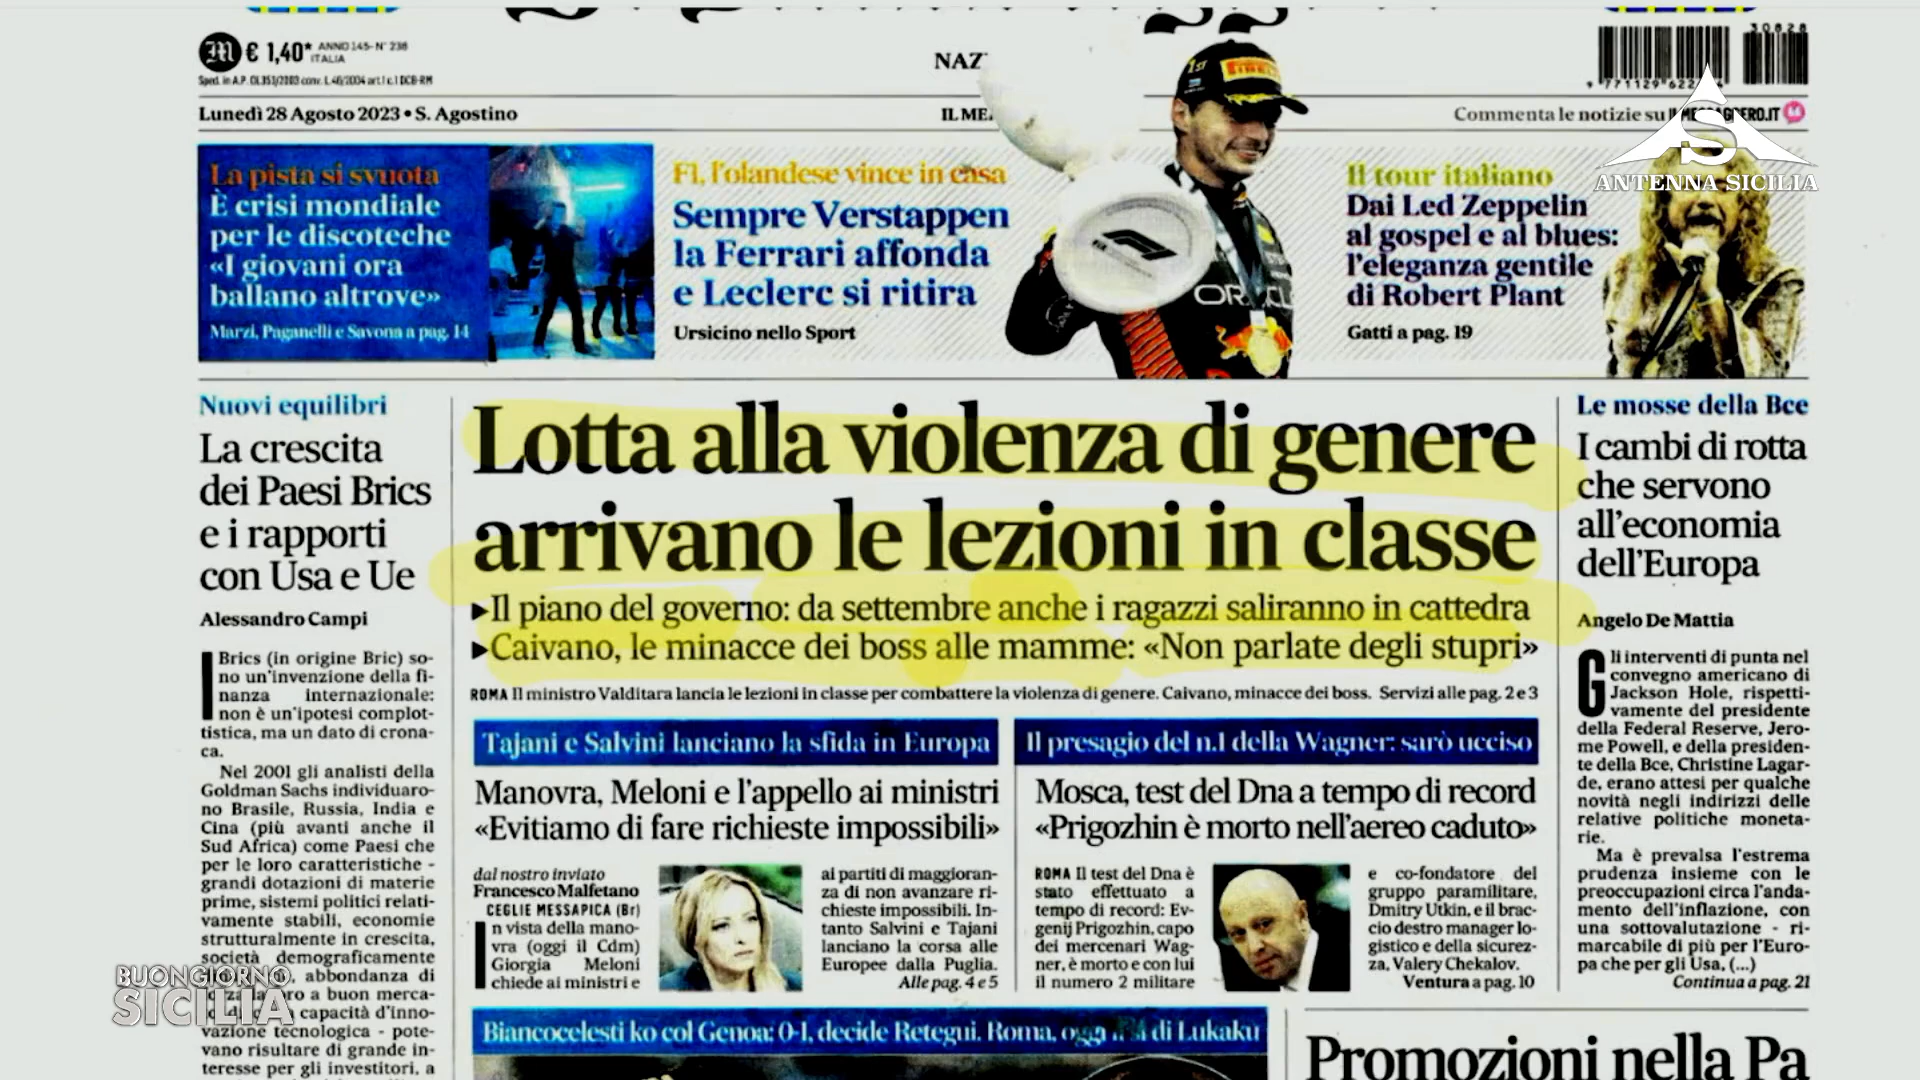 € 1,40* ANNO 145- N° 238
ITALIA
Sped. in A.P. DL353/2003 conv. L.46/2004 art.1 c.1 DCB-RM
NAZ
30828
9 771129 622
Lunedì 28 Agosto 2023 • S. Agostino
IL ME
Commenta le notizie su
ANTENNA SICILIA
La pista si svuota
È crisi mondiale
per le discoteche
«I giovani ora
ballano altrove»
Marzi, Paganelli e Savona a pag. 14
F1, l'olandese vince in casa
Sempre Verstappen
la Ferrari affonda
e Leclerc si ritira
Ursicino nello Sport
1ST
PIRELLI
F1
ORACL
Il tour italiano
Dai Led Zeppelin
al gospel e al blues:
l'eleganza gentile
di Robert Plant
Gatti a pag. 19
Nuovi equilibri
La crescita
dei Paesi Brics
e i rapporti
con Usa e Ue
Alessandro Campi
I Brics (in origine Bric) so-
no un'invenzione della fi-
nanza internazionale:
non è un'ipotesi complot-
tistica, ma un dato di crona-
ca.
Nel 2001 gli analisti della
Goldman Sachs individuaro-
no Brasile, Russia, India e
Cina (più avanti anche il
Sud Africa) come Paesi che
per le loro caratteristiche -
grandi dotazioni di materie
prime, sistemi politici relati-
vamente stabili, economie
strutturalmente in crescita,
società demograficamente
abbondanza di
ro a buon merca-
capacità d'inno-
vazione tecnologica - pote-
vano risultare di grande in-
teresse per gli investitori, a
Lotta alla violenza di genere
arrivano le lezioni in classe
▸Il piano del governo: da settembre anche i ragazzi saliranno in cattedra
▸Caivano, le minacce dei boss alle mamme: «Non parlate degli stupri»
ROMA Il ministro Valditara lancia le lezioni in classe per combattere la violenza di genere. Caivano, minacce dei boss. Servizi alle pag. 2 e 3
Tajani e Salvini lanciano la sfida in Europa
Manovra, Meloni e l'appello ai ministri
«Evitiamo di fare richieste impossibili»
dal nostro inviato
Francesco Malfetano
CEGLIE MESSAPICA (Br)
In vista della mano-
vra (oggi il Cdm)
Giorgia Meloni
chiede ai ministri e
ai partiti di maggioran-
za di non avanzare ri-
chieste impossibili. In-
tanto Salvini e Tajani
lanciano la corsa alle
Europee dalla Puglia.
Alle pag. 4 e 5
Il presagio del n.1 della Wagner: sarò ucciso
Mosca, test del Dna a tempo di record
«Prigozhin è morto nell'aereo caduto»
ROMA Il test del Dna è
stato effettuato a
tempo di record: Ev-
genij Prigozhin, capo
dei mercenari Wag-
ner, è morto e con lui
il numero 2 militare
e co-fondatore del
gruppo paramilitare,
Dmitry Utkin, e il brac-
cio destro manager lo-
gistico e della sicurez-
za, Valery Chekalov.
Ventura a pag. 10
Le mosse della Bce
I cambi di rotta
che servono
all'economia
dell'Europa
Angelo De Mattia
Gli interventi di punta nel
convegno americano di
Jackson Hole, rispetti-
vamente del presidente
della Federal Reserve, Jero-
me Powell, e della presiden-
te della Bce, Christine Lagar-
de, erano attesi per qualche
novità negli indirizzi delle
relative politiche moneta-
rie.
Ma è prevalsa l'estrema
prudenza insieme con le
preoccupazioni circa l'anda-
mento dell'inflazione, con
una sottovalutazione - ri-
marcabile di più per l'Euro-
pa che per gli Usa, (...)
Continua a pag. 21
BUONGIORNO
SICILIA
Biancocelesti ko col Genoa: 0-1, decide Retegui. Roma, oggi di Lukaku
Promozioni nella Pa